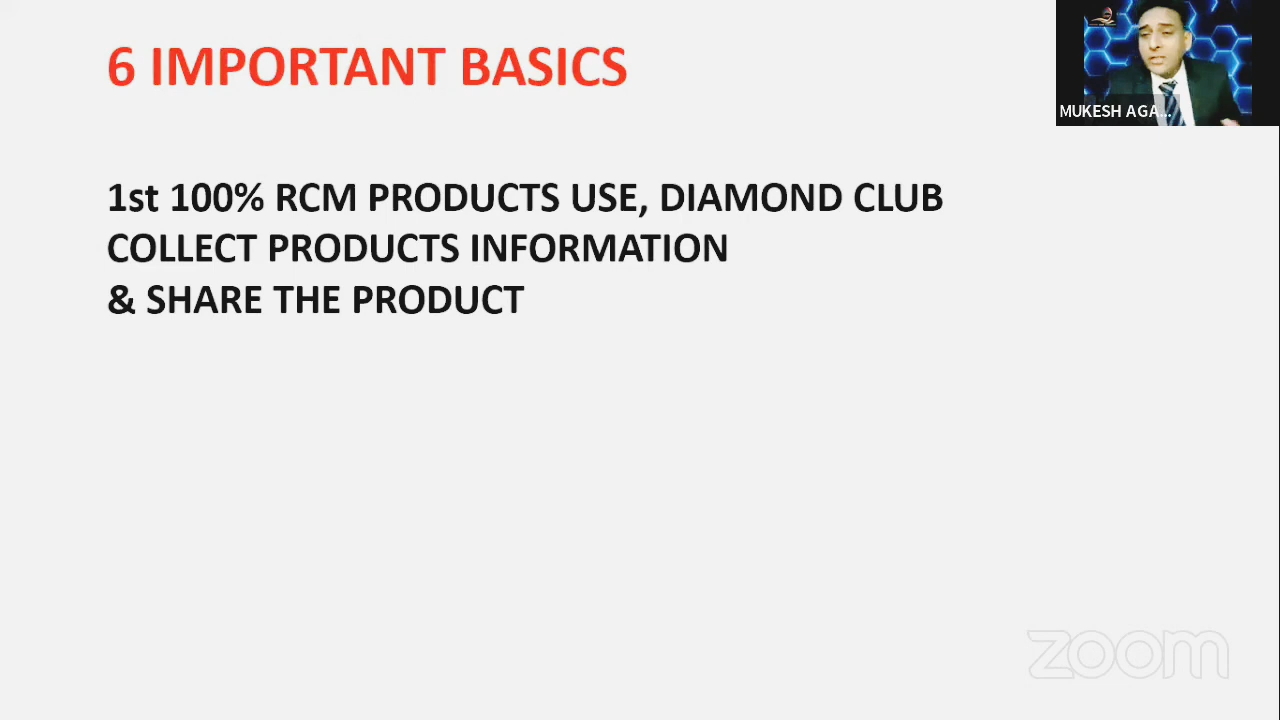 6 IMPORTANT BASICS
MUKESH AGA...
1st 100% RCM PRODUCTS USE, DIAMOND CLUB
COLLECT PRODUCTS INFORMATION
& SHARE THE PRODUCT
zoom